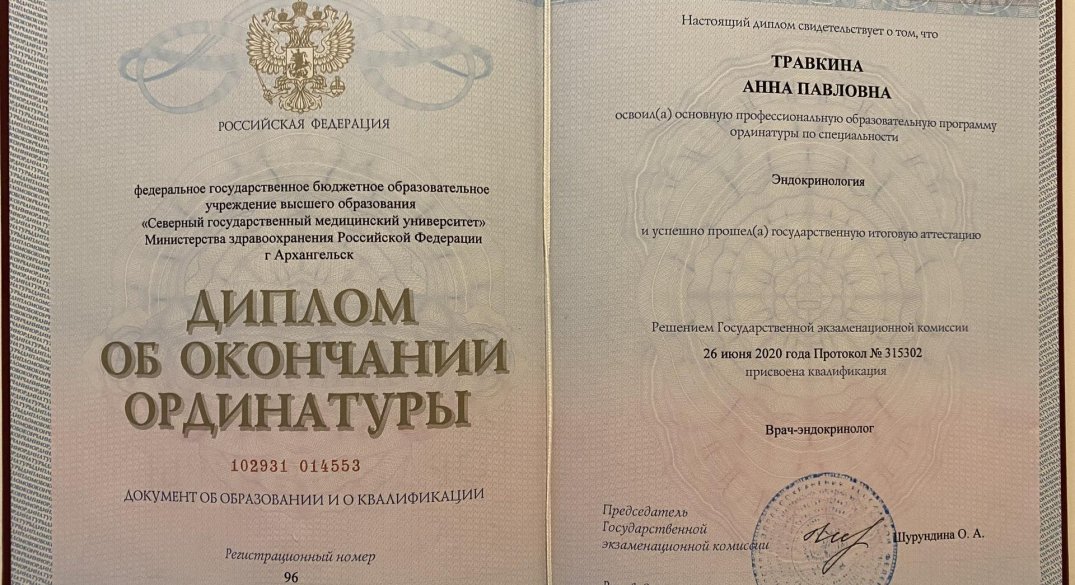 РОССИЙСКАЯ ФЕДЕРАЦИЯ
федеральное государственное бюджетное образовательное
учреждение высшего образования
«Северный государственный медицинский университет»
Министерства здравоохранения Российской Федерации
г Архангельск
ДИПЛОМ
ОБ ОКОНЧАНИИ
ОРДИНАТУРЫ
102931 014553
ДОКУМЕНТ ОБ ОБРАЗОВАНИИ И О КВАЛИФИКАЦИИ
Регистрационный номер
96
Настоящий диплом свидетельствует о том, что
ТРАВКИНА
АННА ПАВЛОВНА
освоил(а) основную профессиональную образовательную программу
ординатуры по специальности
Эндокринология
и успешно прошел(а) государственную итоговую аттестацию
Решением Государственной экзаменационной комиссии
26 июня 2020 года Протокол № 315302
присвоена квалификация
Врач-эндокринолог
Председатель
Государственной
экзаменационной комиссии
Шурундина О. А.